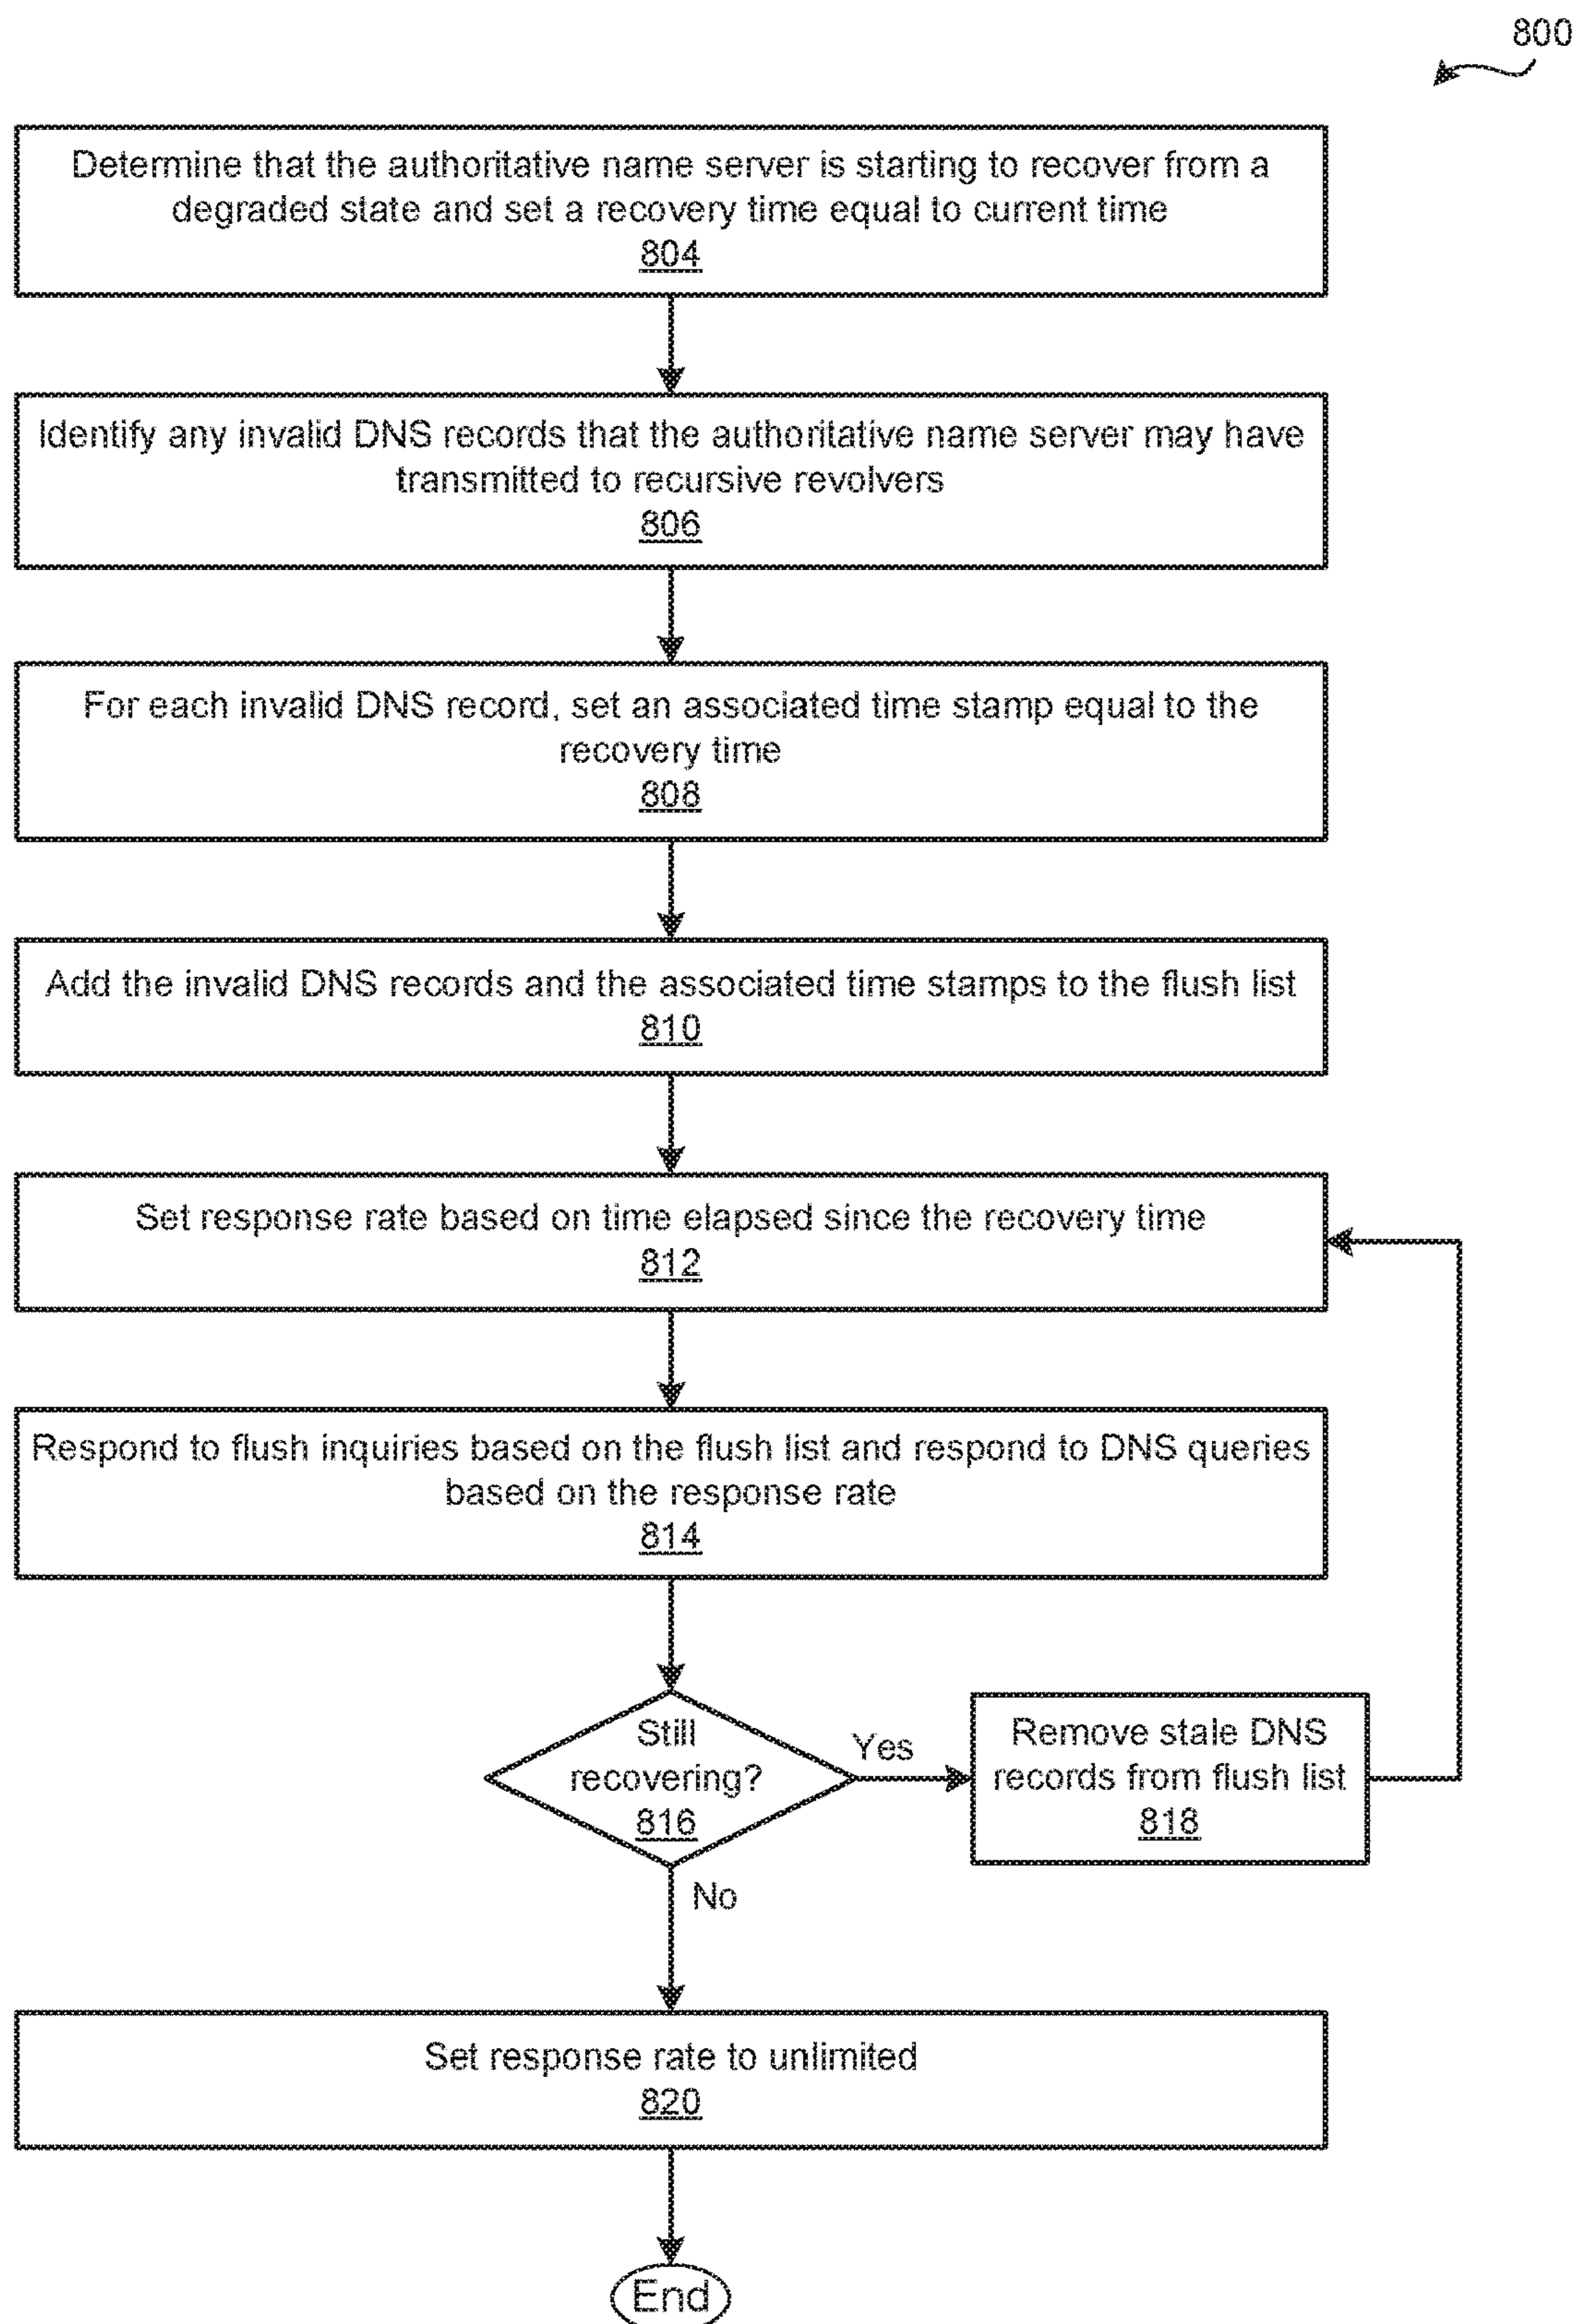 800
Determine that the authoritative name server is starting to recover from a
degraded state and set a recovery time equal to current time
804
Identify any invalid DNS records that the authoritative name server may have
transmitted to recursive revolvers
806
For each invalid DNS record, set an associated time stamp equal to the
recovery time
808
Add the invalid DNS records and the associated time stamps to the flush list
810
Set response rate based on time elapsed since the recovery time
812
Respond to flush inquiries based on the flush list and respond to DNS queries
based on the response rate
814
Still
recovering?
816
Yes
Remove stale DNS
records from flush list
818
No
Set response rate to unlimited
820
End